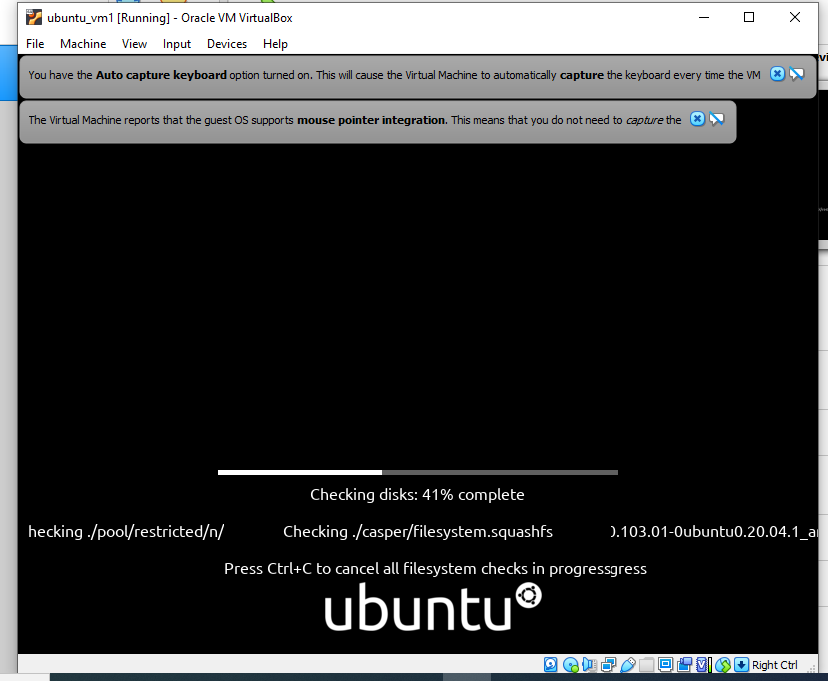 ubuntu_vm1 [Running] - Oracle VM VirtualBox
File Machine View Input Devices Help
You have the Auto capture keyboard option turned on. This will cause the Virtual Machine to automatically capture the keyboard every time the VM
The Virtual Machine reports that the guest OS supports mouse pointer integration. This means that you do not need to capture the
Checking disks: 41% complete
hecking ./pool/restricted/n/ Checking ./casper/filesystem.squashfs 0.103.01-0ubuntu0.20.04.1_a
Press Ctrl+C to cancel all filesystem checks in progressgress
ubuntu
Right Ctrl